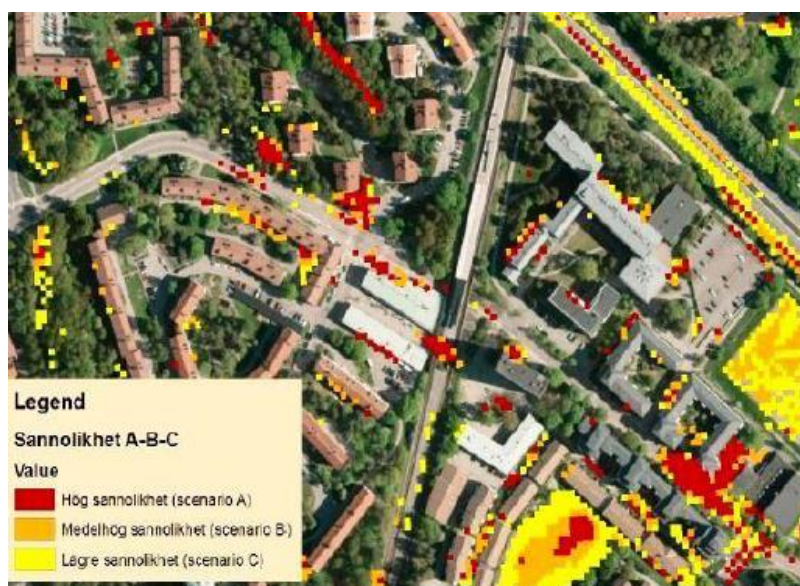 Legend
Sannolikhet A-B-C
Value
Hög sannolikhet (scenario A)
Medelhög sannolikhet (scenario B)
Lägre sannolikhet (scenario C)